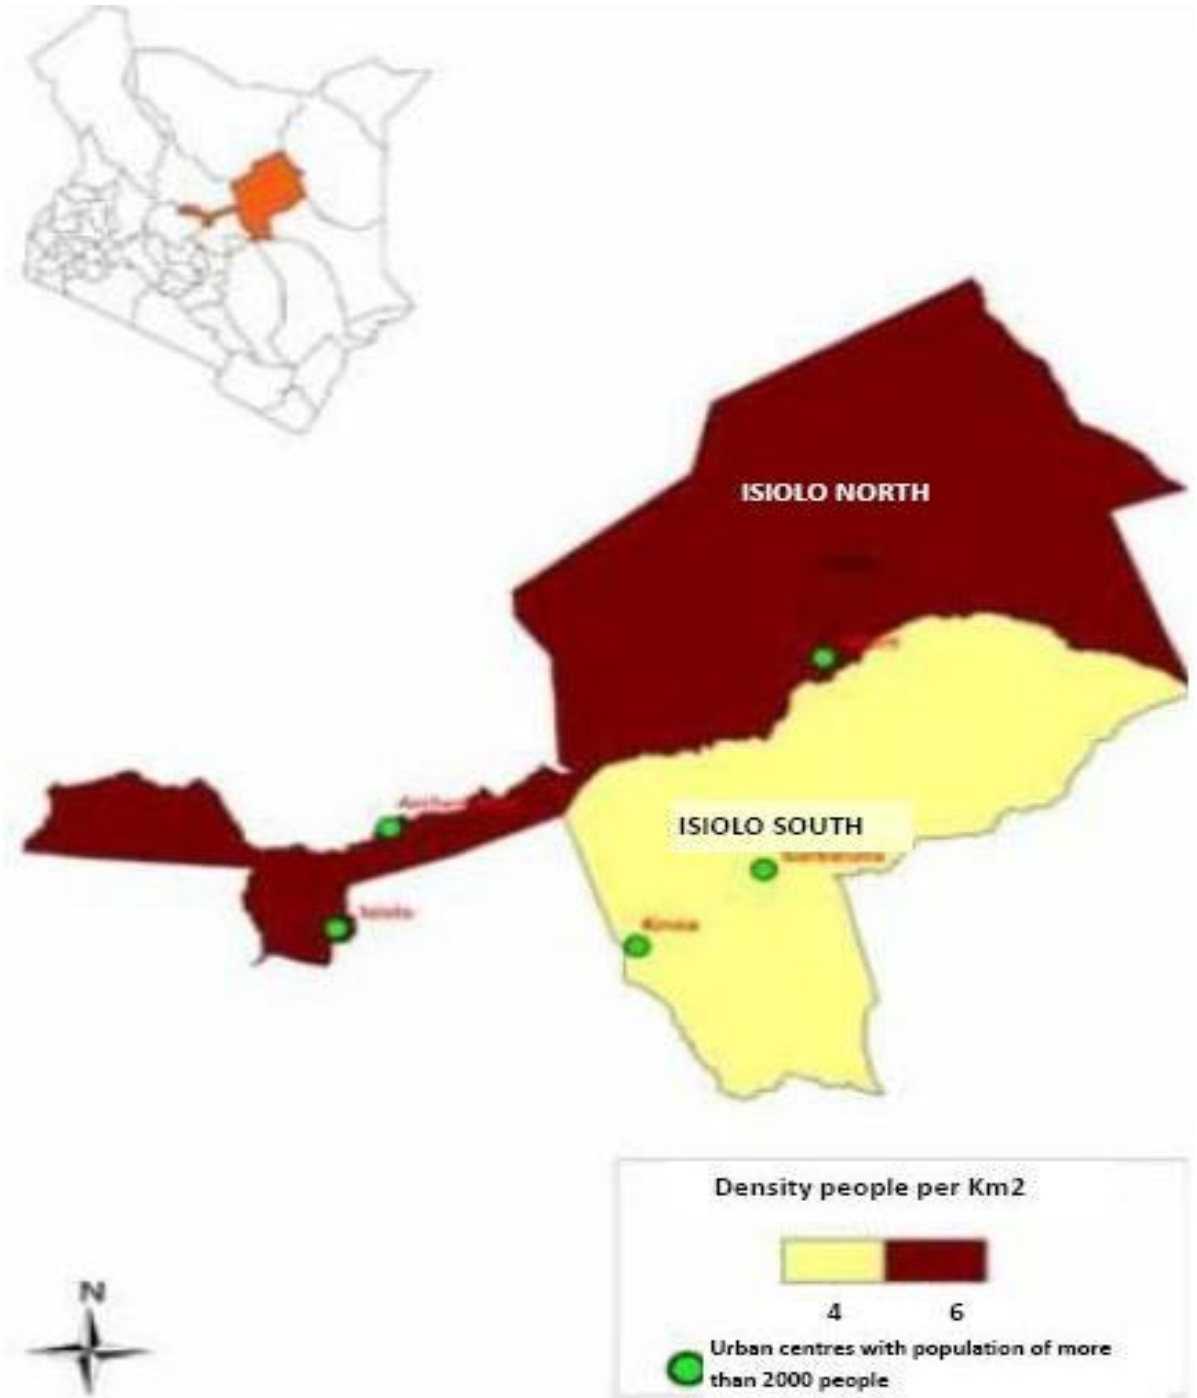 ISIOLO NORTH
ISIOLO SOUTH
Isiolo
Kinna
Density people per Km2
4 6
Urban centres with population of more
than 2000 people
N